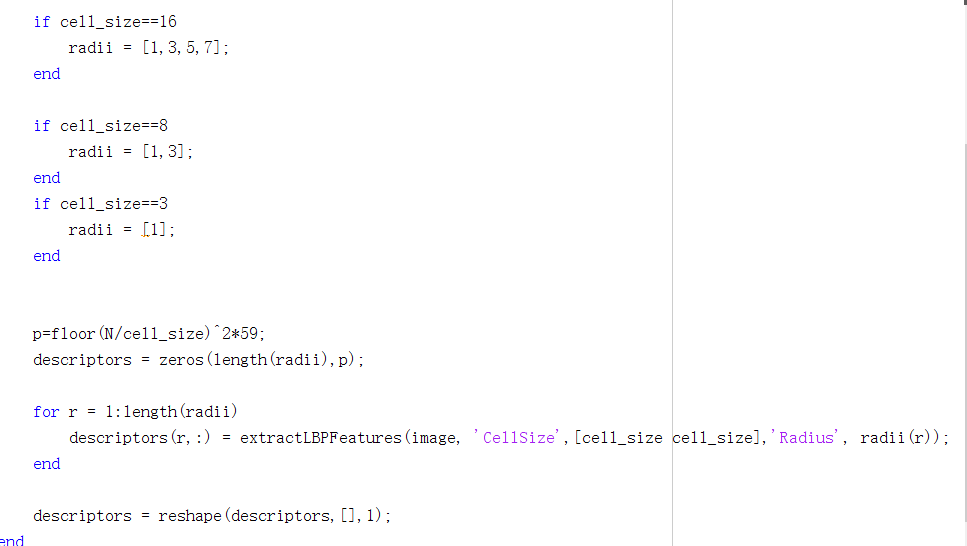 if cell_size==16
radii = [1,3,5,7];
end
if cell_size==8
radii = [1,3];
end
if cell_size==3
radii = [1];
end
p=floor(N/cell_size)^2*59;
descriptors = zeros(length(radii),p);
for r = 1:length(radii)
descriptors(r,:) = extractLBPFeatures(image, 'CellSize',[cell_size cell_size],'Radius', radii(r));
end
descriptors = reshape(descriptors,[],1);
end